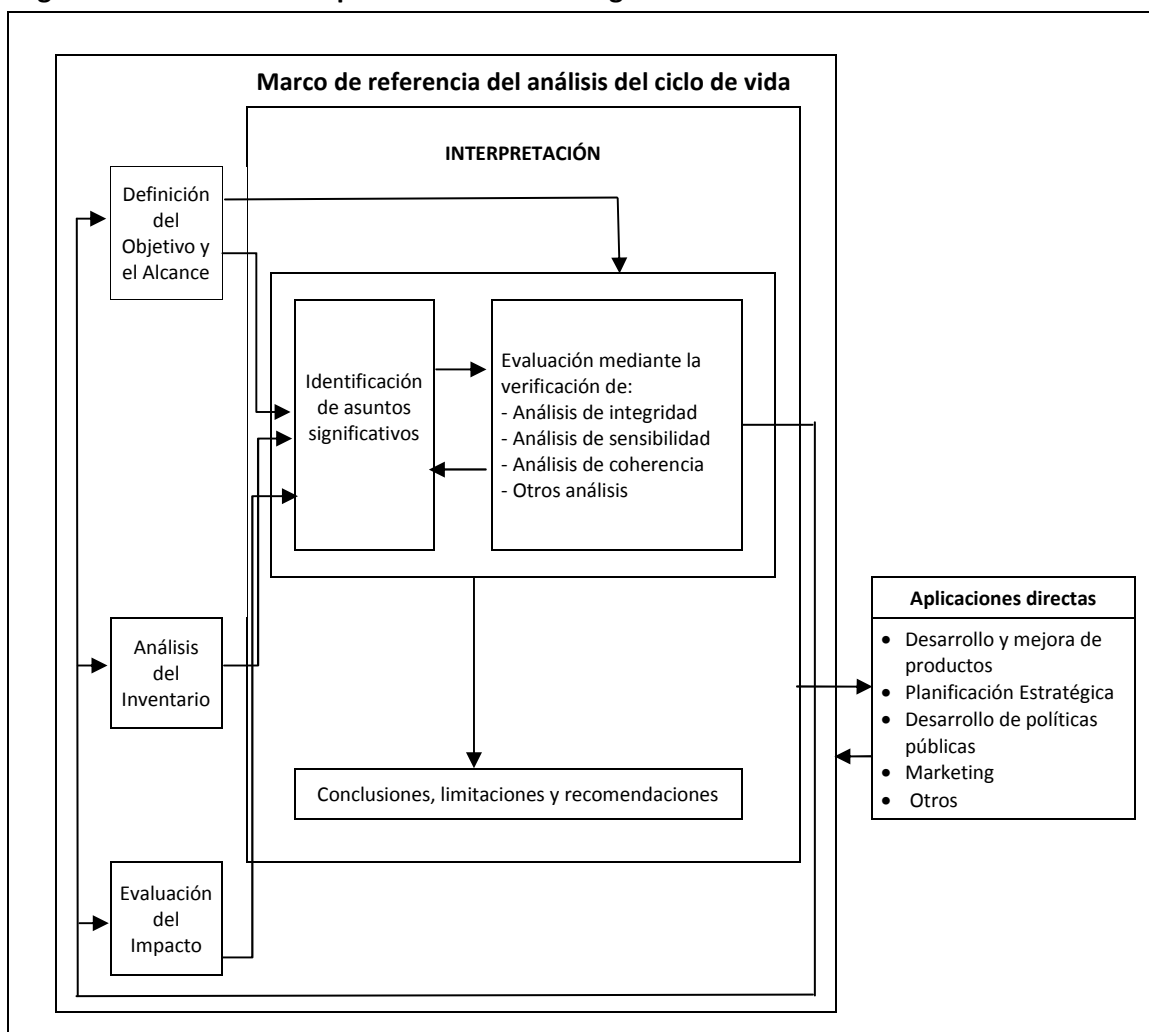 Marco de referencia del análisis del ciclo de vida
INTERPRETACIÓN
Definición
del
Objetivo y
el Alcance
Identificación
de asuntos
significativos
Evaluación mediante la
verificación de:
- Análisis de integridad
- Análisis de sensibilidad
- Análisis de coherencia
- Otros análisis
Análisis
del
Inventario
Conclusiones, limitaciones y recomendaciones
Evaluación
del
Impacto
Aplicaciones directas
• Desarrollo y mejora de
productos
• Planificación Estratégica
• Desarrollo de políticas
públicas
• Marketing
• Otros